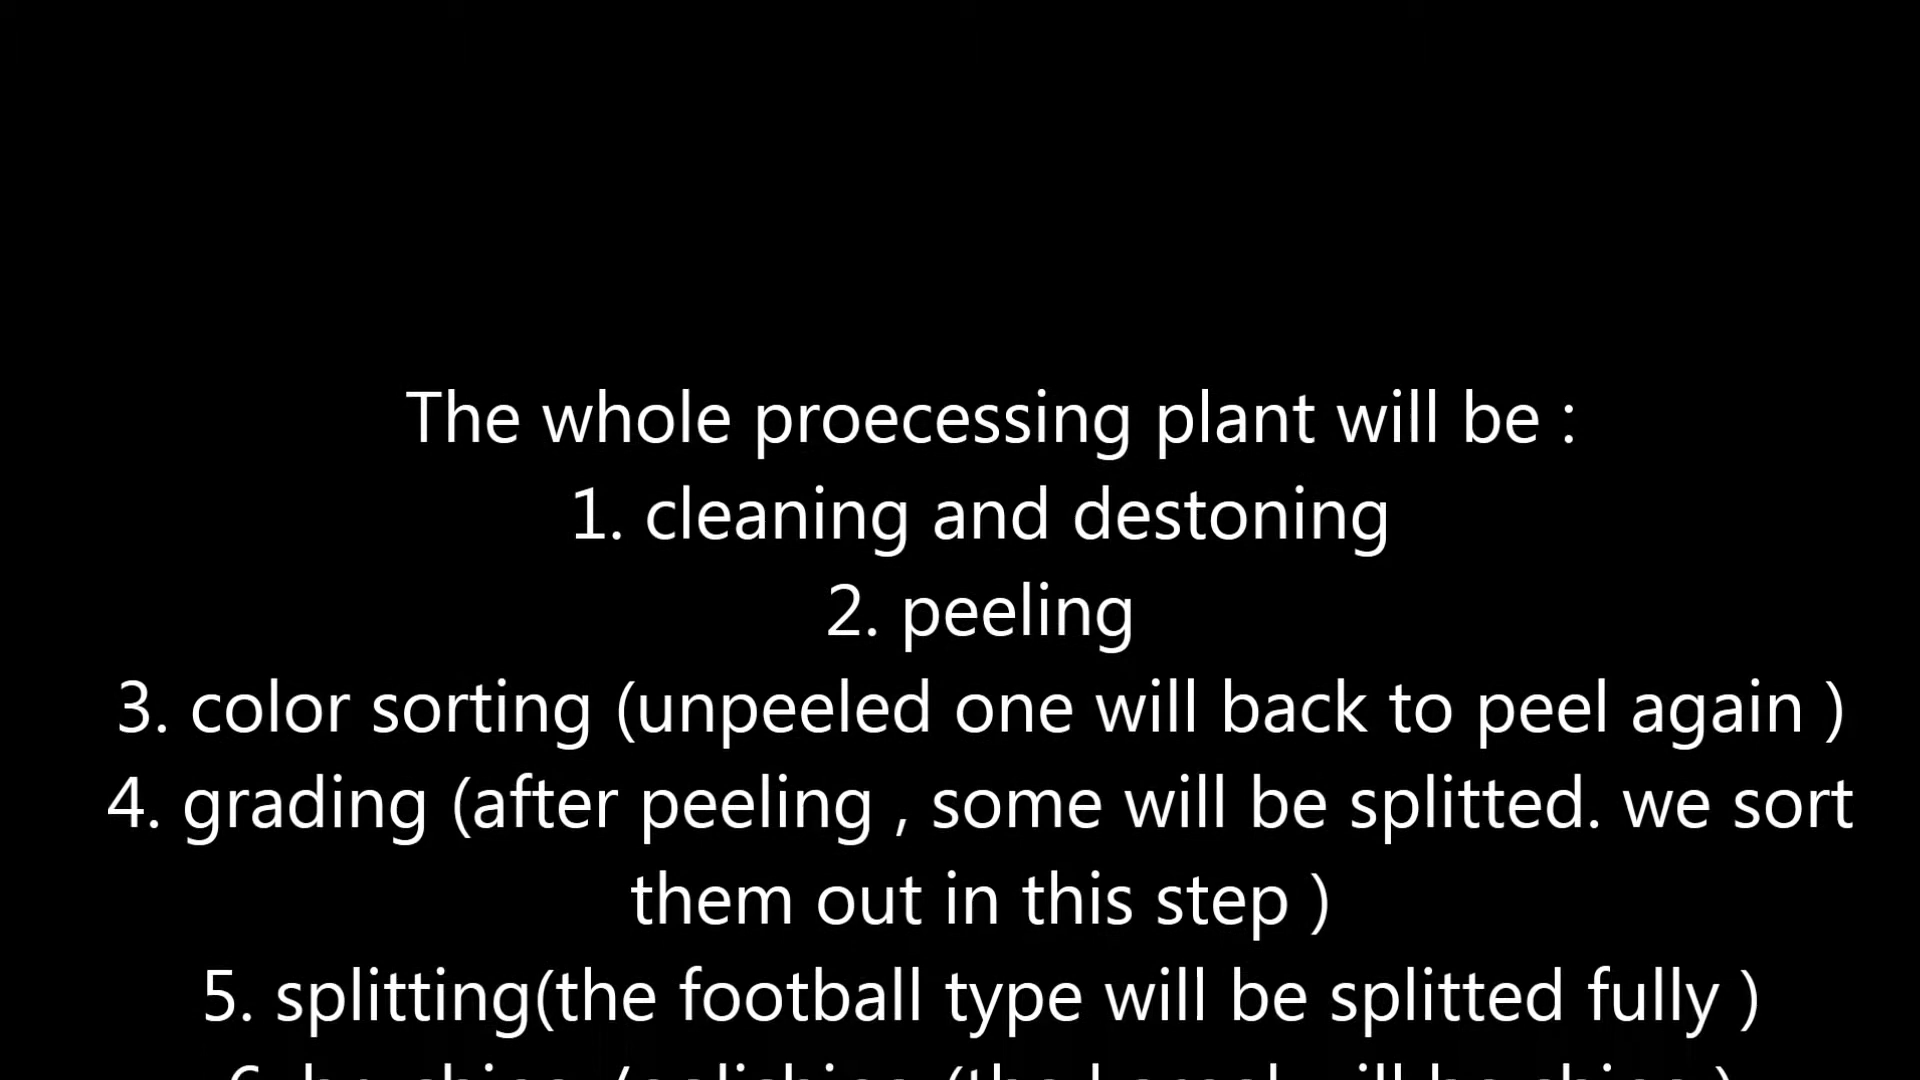 The whole proecessing plant will be :
1. cleaning and destoning
2. peeling
3. color sorting (unpeeled one will back to peel again )
4. grading (after peeling , some will be splitted. we sort
them out in this step )
5. splitting(the football type will be splitted fully )